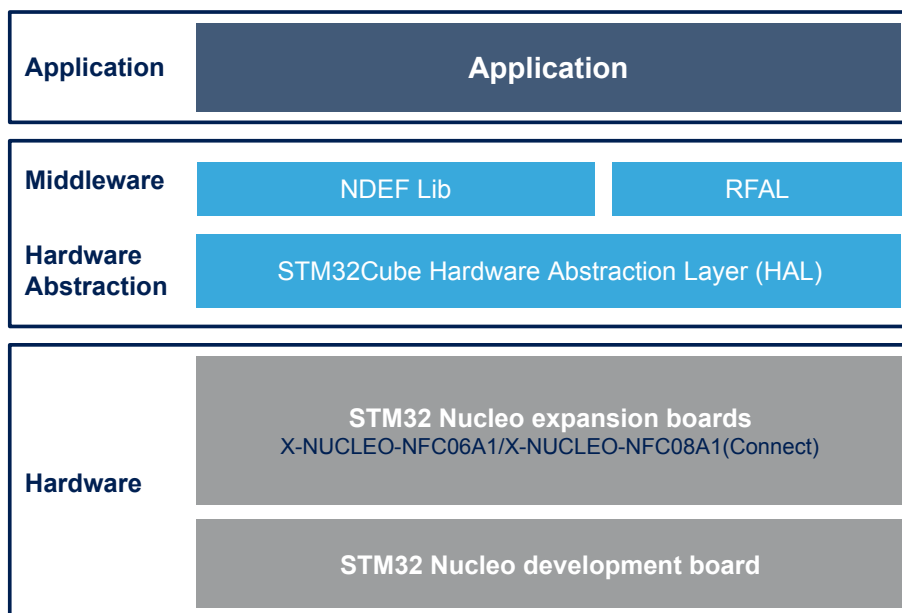 Application
Application
Middleware
NDEF Lib
RFAL
Hardware
Abstraction
STM32Cube Hardware Abstraction Layer (HAL)
Hardware
STM32 Nucleo expansion boards
X-NUCLEO-NFC06A1/X-NUCLEO-NFC08A1(Connect)
STM32 Nucleo development board